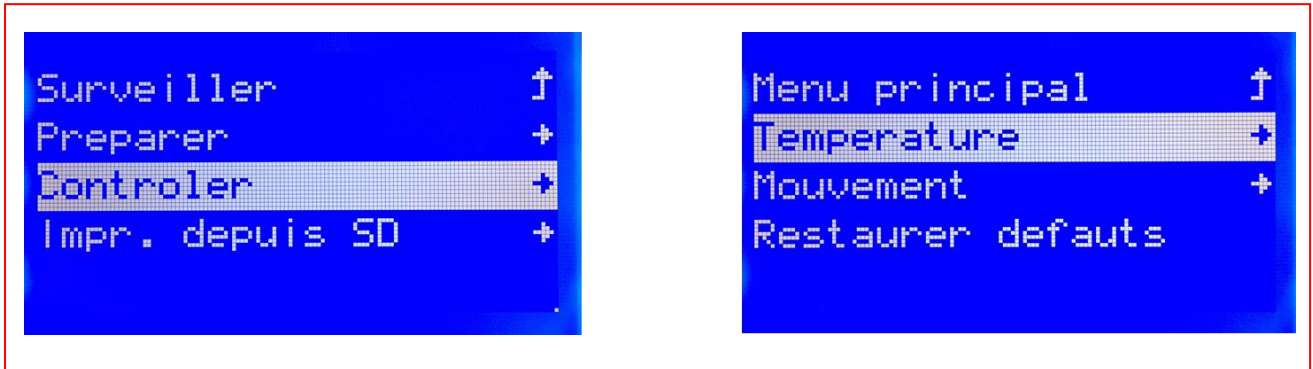 Surveiller
Preparer
Controler
Impr. depuis SD
Menu principal
Temperature
Mouvement
Restaurer defauts